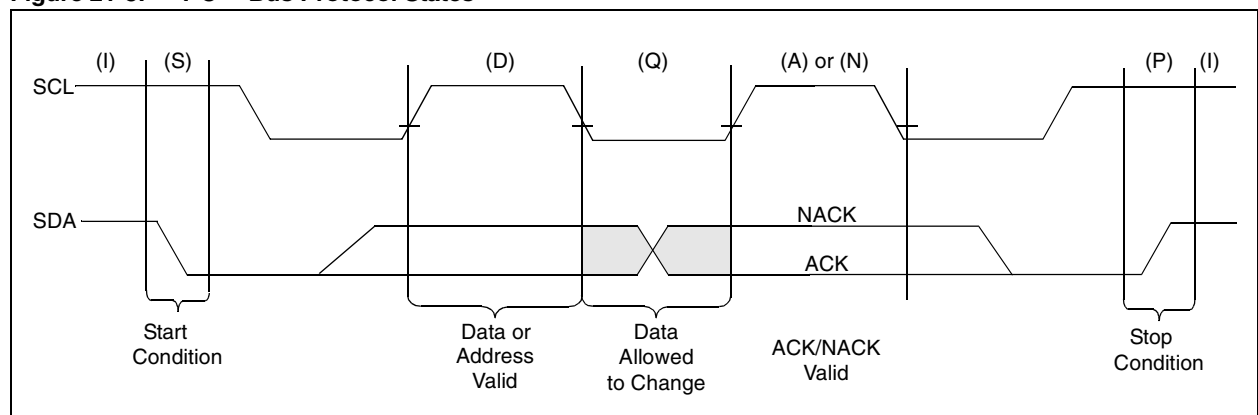 (I) (S) (D) (Q) (A) or (N) (P) (I)
SCL
SDA
NACK
ACK
Start
Condition
Data or
Address
Valid
Data
Allowed
to Change
ACK/NACK
Valid
Stop
Condition